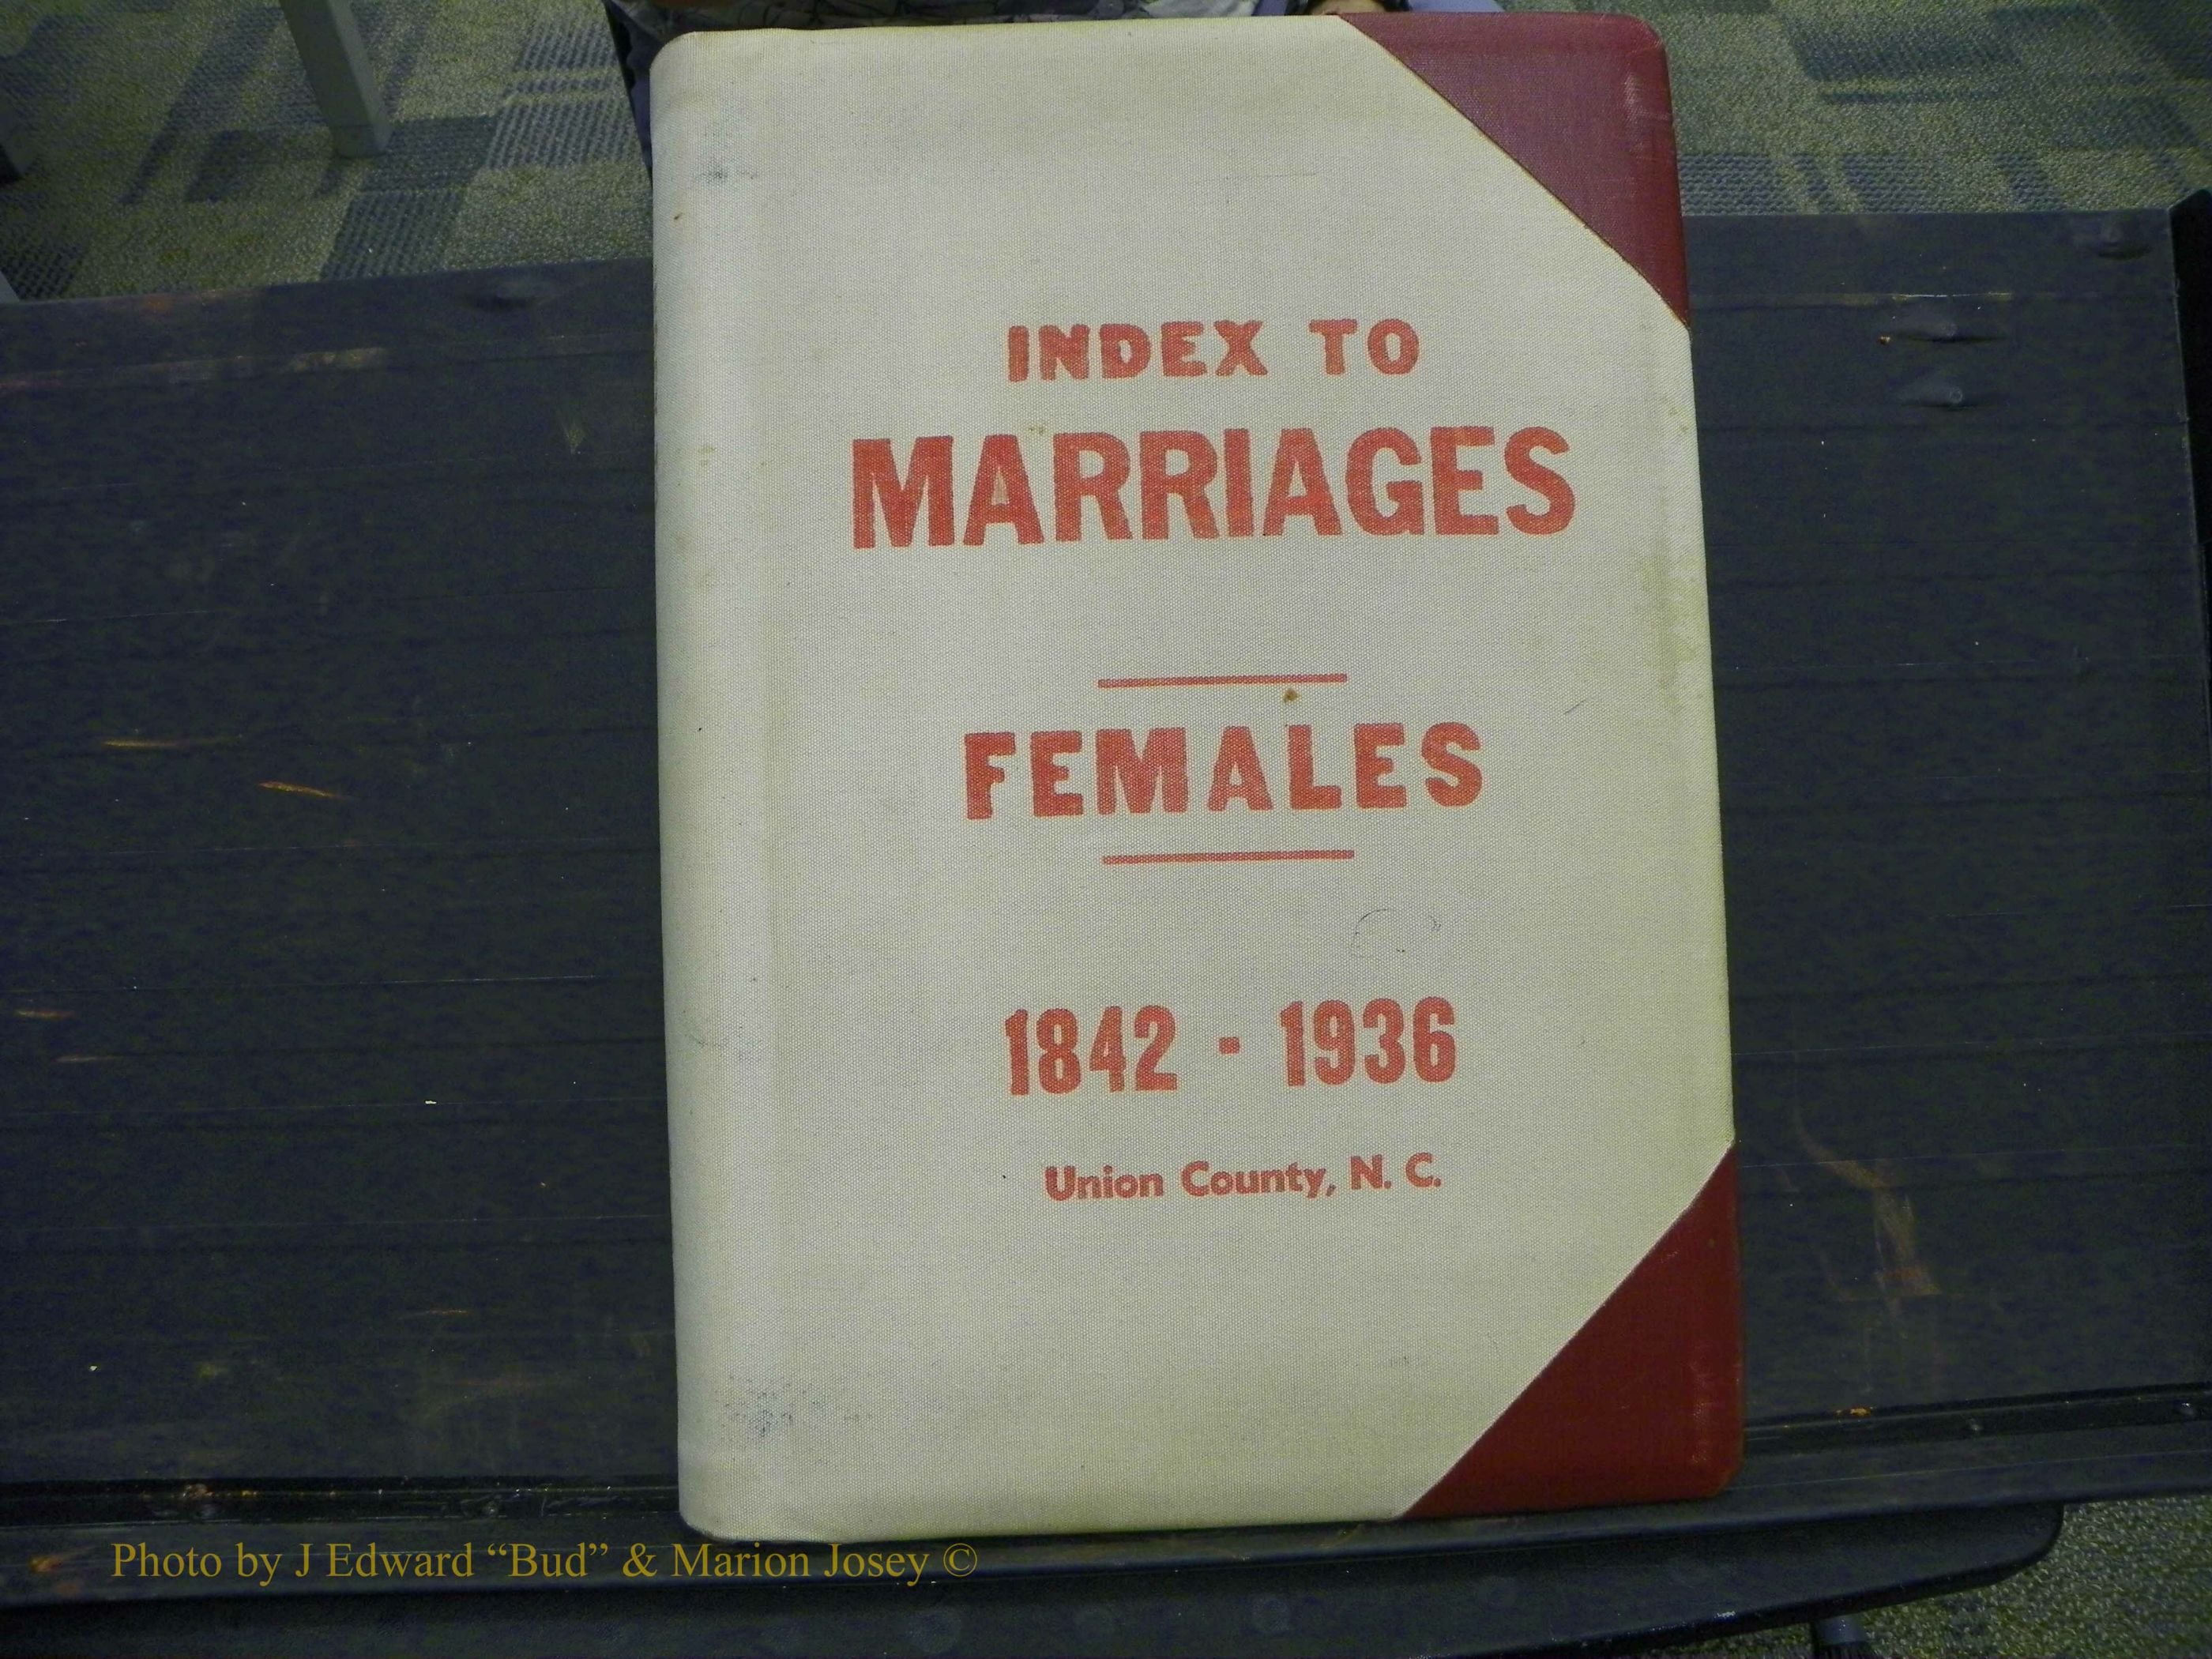 INDEX TO
MARRIAGES
FEMALES
1842 - 1936
Union County, N. C.
Photo by J Edward “Bud” & Marion Josey ©